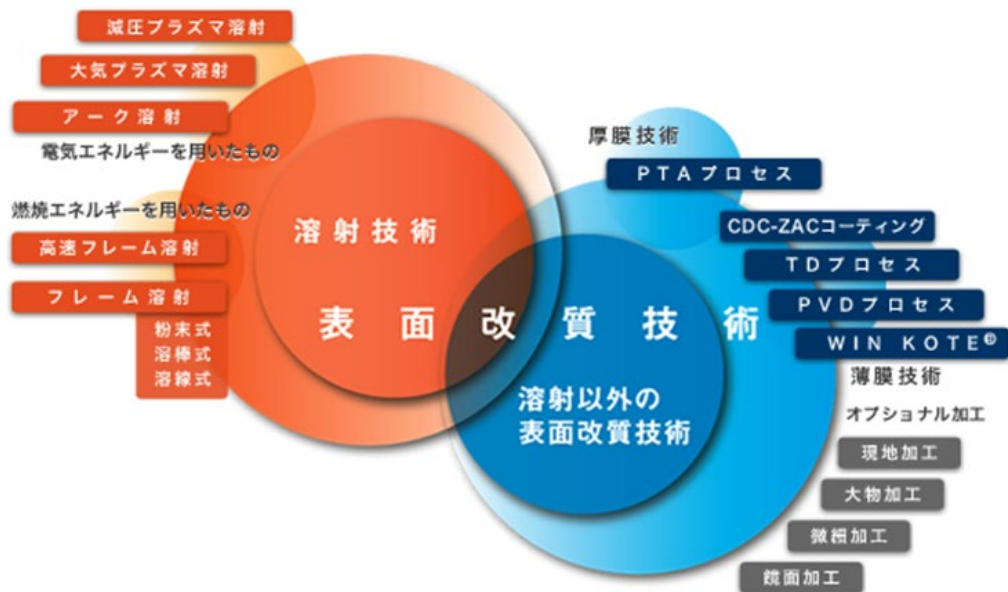 減圧プラズマ溶射
大気プラズマ溶射
アーク溶射
電気エネルギーを用いたもの
燃焼エネルギーを用いたもの
高速フレーム溶射
フレーム溶射
粉末式
溶棒式
溶線式
溶射技術
表面改質技術
溶射以外の
表面改質技術
厚膜技術
PTAプロセス
CDC-ZACコーティング
TDプロセス
PVDプロセス
WIN KOTE®
薄膜技術
オプショナル加工
現地加工
大物加工
微細加工
鏡面加工